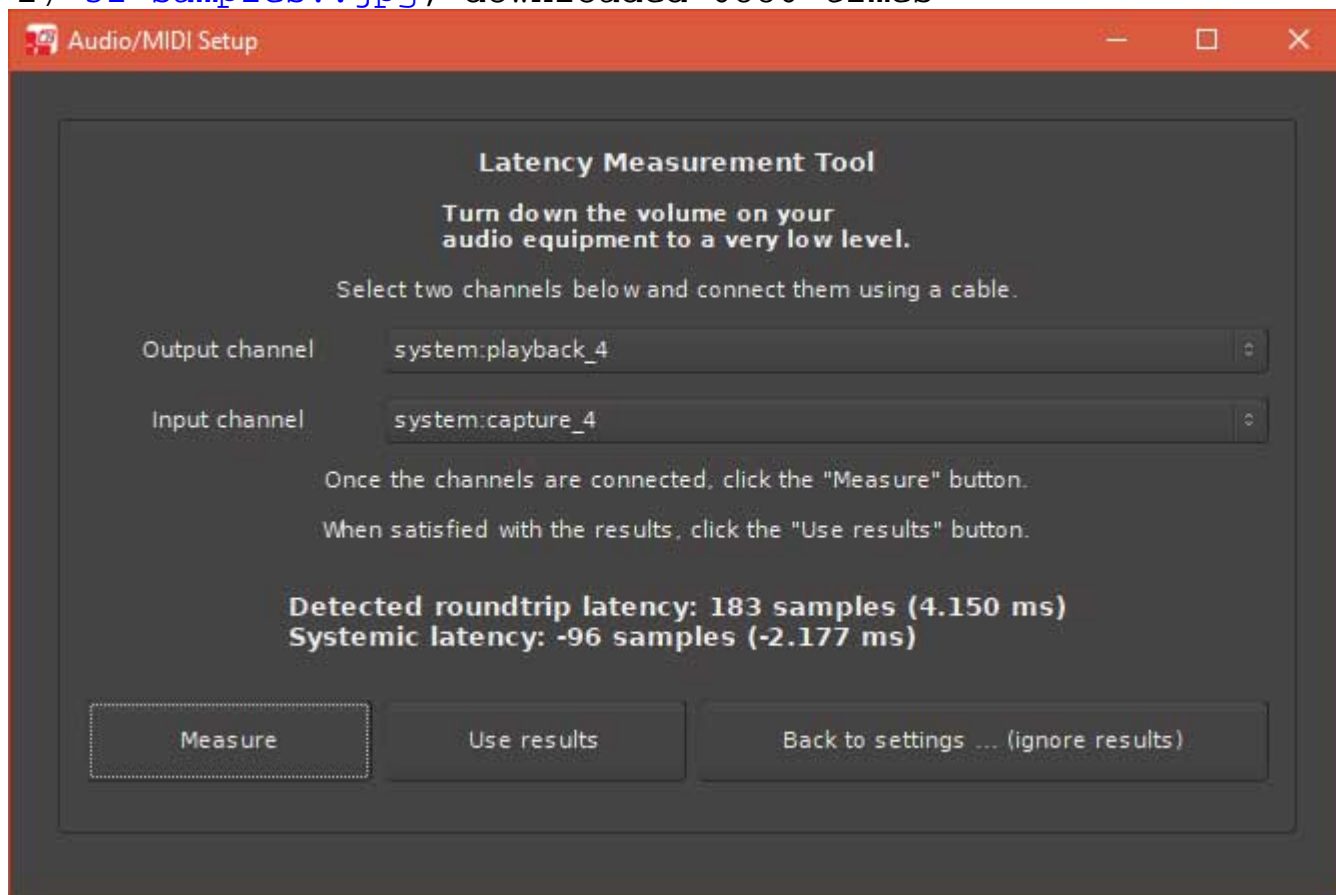 Audio/MIDI Setup
Latency Measurement Tool
Turn down the volume on your
audio equipment to a very low level.
Select two channels below and connect them using a cable.
Output channel system:playback_4
Input channel system:capture_4
Once the channels are connected, click the "Measure" button.
When satisfied with the results, click the "Use results" button.
Detected roundtrip latency: 183 samples (4.150 ms)
Systemic latency: -96 samples (-2.177 ms)
Measure Use results Back to settings ... (ignore results)